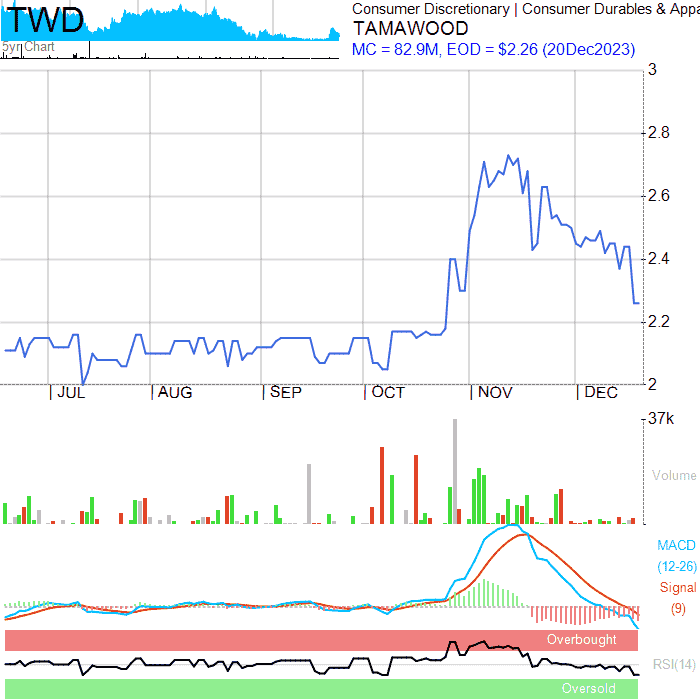 TWD
5yr Chart
Consumer Discretionary | Consumer Durables & Appa
TAMAWOOD
MC = 82.9M, EOD = $2.26 (20Dec2023)
3
2.8
2.6
2.4
2.2
2
JUL AUG SEP OCT NOV DEC
37k
Volume
MACD
(12-26)
Signal
(9)
Overbought
RSI(14)
Oversold